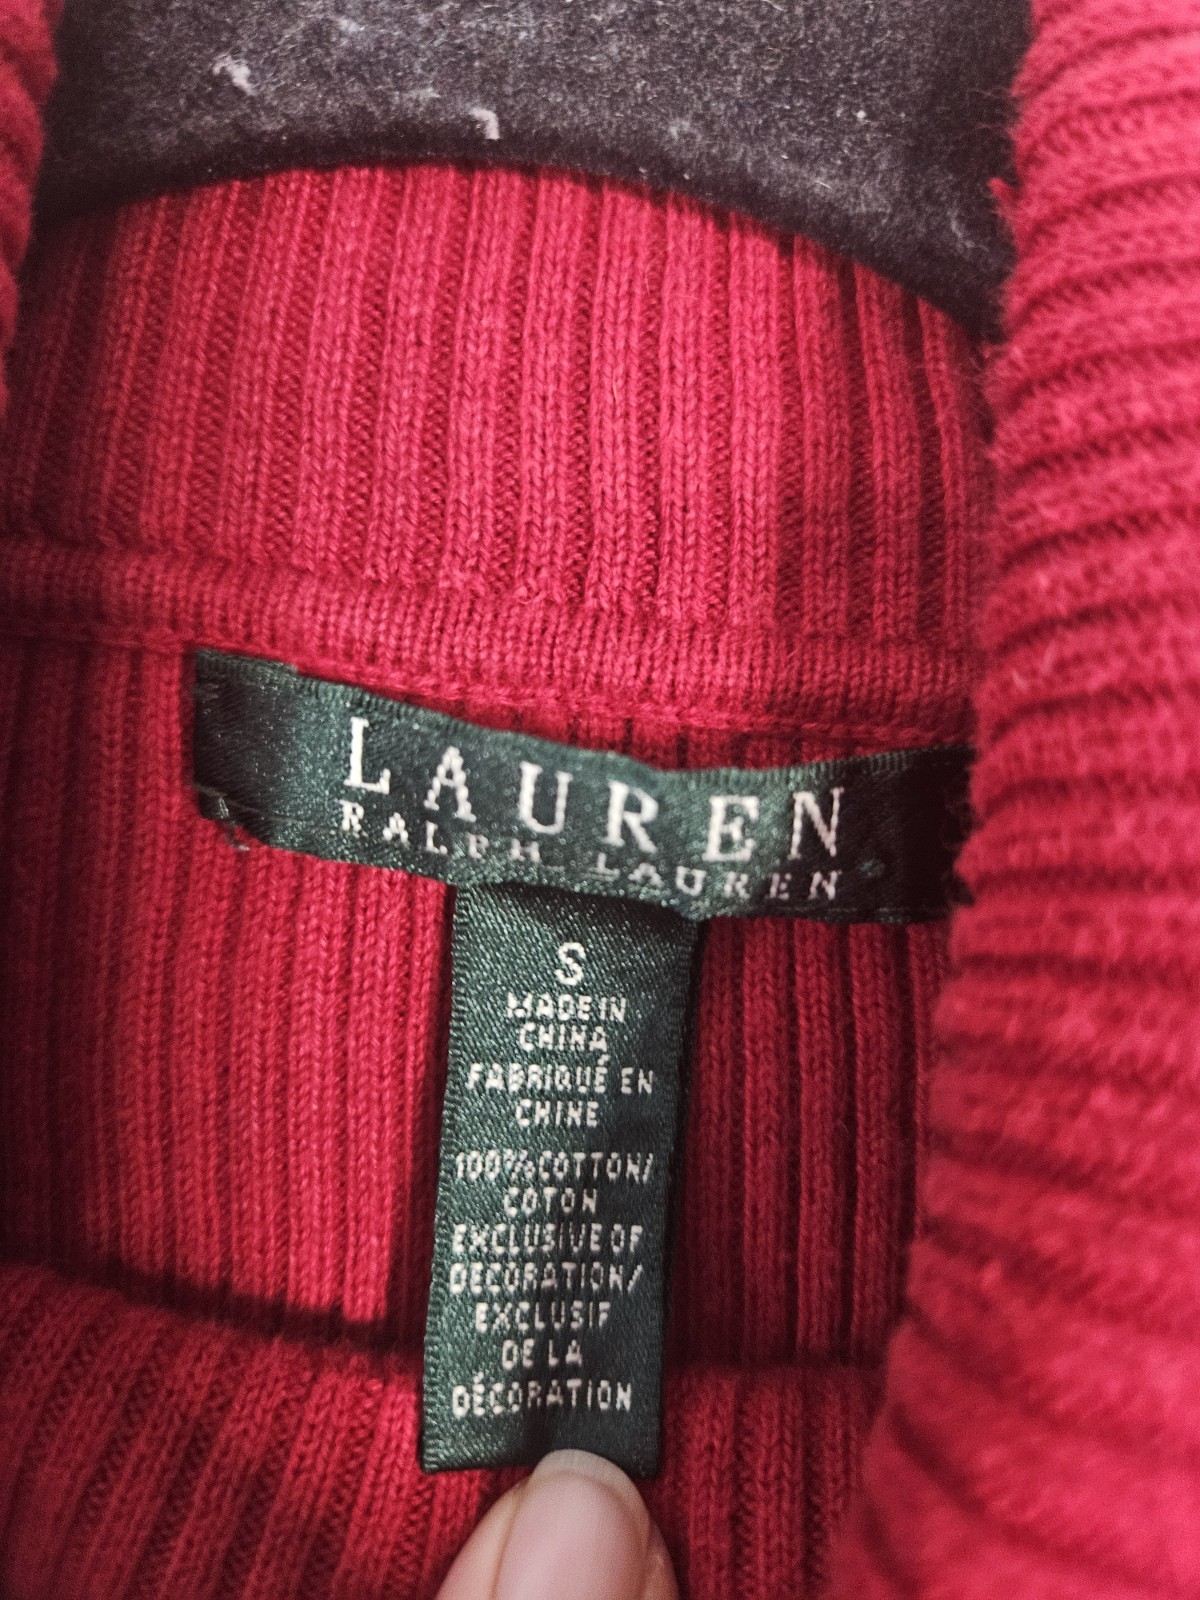 LAUREN
RALPH LAUREN
S
MADE IN
CHINA
FABRIQUÉ EN
CHINE
100% COTTON/
COTON
EXCLUSIVE OF
DECORATION/
EXCLUSIF
DE LA
DÉCORATION